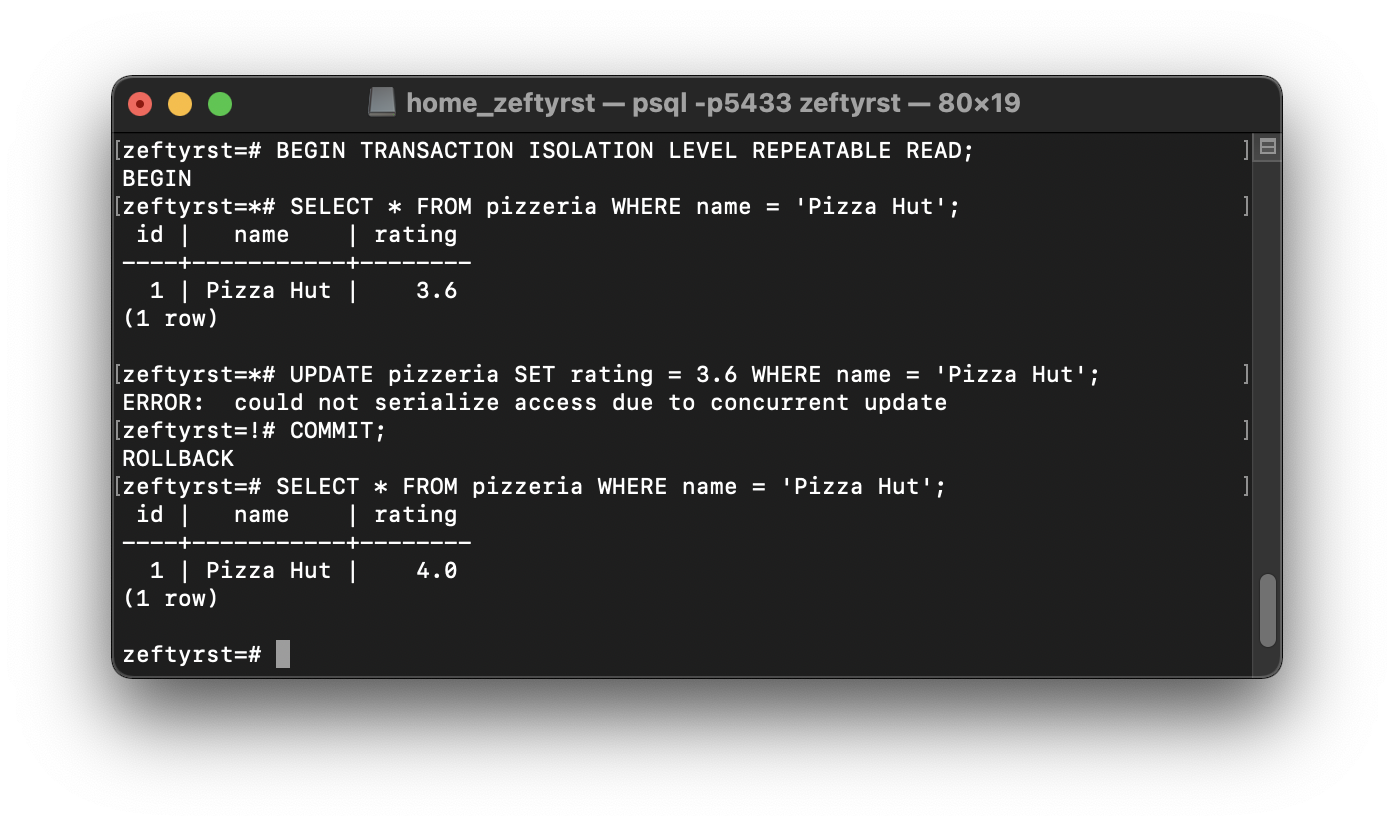 home_zeftyrst — psql -p5433 zeftyrst — 80×19
[zeftyrst=# BEGIN TRANSACTION ISOLATION LEVEL REPEATABLE READ; ]
BEGIN
[zeftyrst=*# SELECT * FROM pizzeria WHERE name = 'Pizza Hut'; ]
 id |   name    | rating
----+-----------+--------
  1 | Pizza Hut |    3.6
(1 row)

[zeftyrst=*# UPDATE pizzeria SET rating = 3.6 WHERE name = 'Pizza Hut'; ]
ERROR:  could not serialize access due to concurrent update
[zeftyrst=!# COMMIT; ]
ROLLBACK
[zeftyrst=# SELECT * FROM pizzeria WHERE name = 'Pizza Hut'; ]
 id |   name    | rating
----+-----------+--------
  1 | Pizza Hut |    4.0
(1 row)

zeftyrst=#